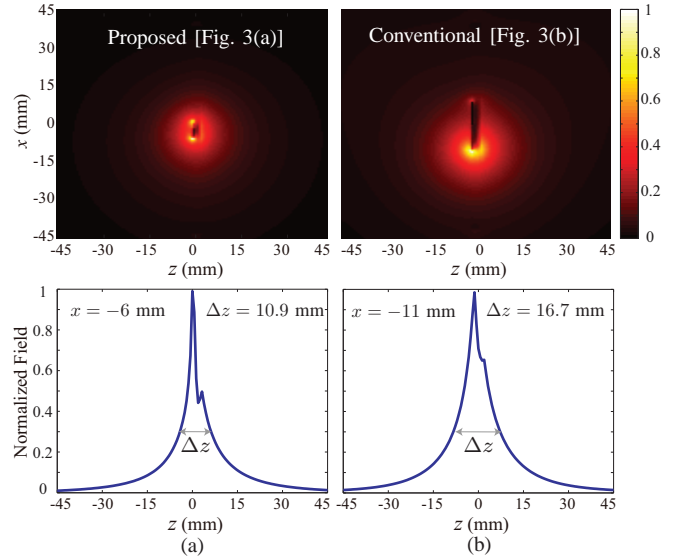 Proposed [Fig. 3(a)]
Conventional [Fig. 3(b)]
x (mm)
45
30
15
0
-15
-30
-45
-45 -30 -15 0 15 30 45
z (mm)
-45 -30 -15 0 15 30 45
z (mm)
1
0.8
0.6
0.4
0.2
0
Normalized Field
1
0.8
0.6
0.4
0.2
0
x = −6 mm
Δz = 10.9 mm
Δz
-45 -30 -15 0 15 30 45
z (mm)
(a)
x = −11 mm
Δz = 16.7 mm
Δz
-45 -30 -15 0 15 30 45
z (mm)
(b)